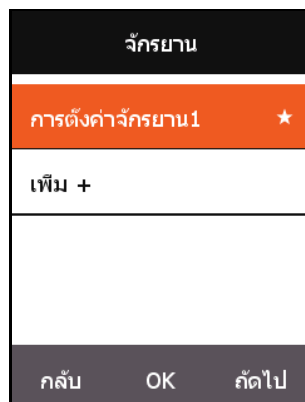 จักรยาน
การตั้งค่าจักรยาน1 ★
เพิ่ม +
กลับ OK ถัดไป